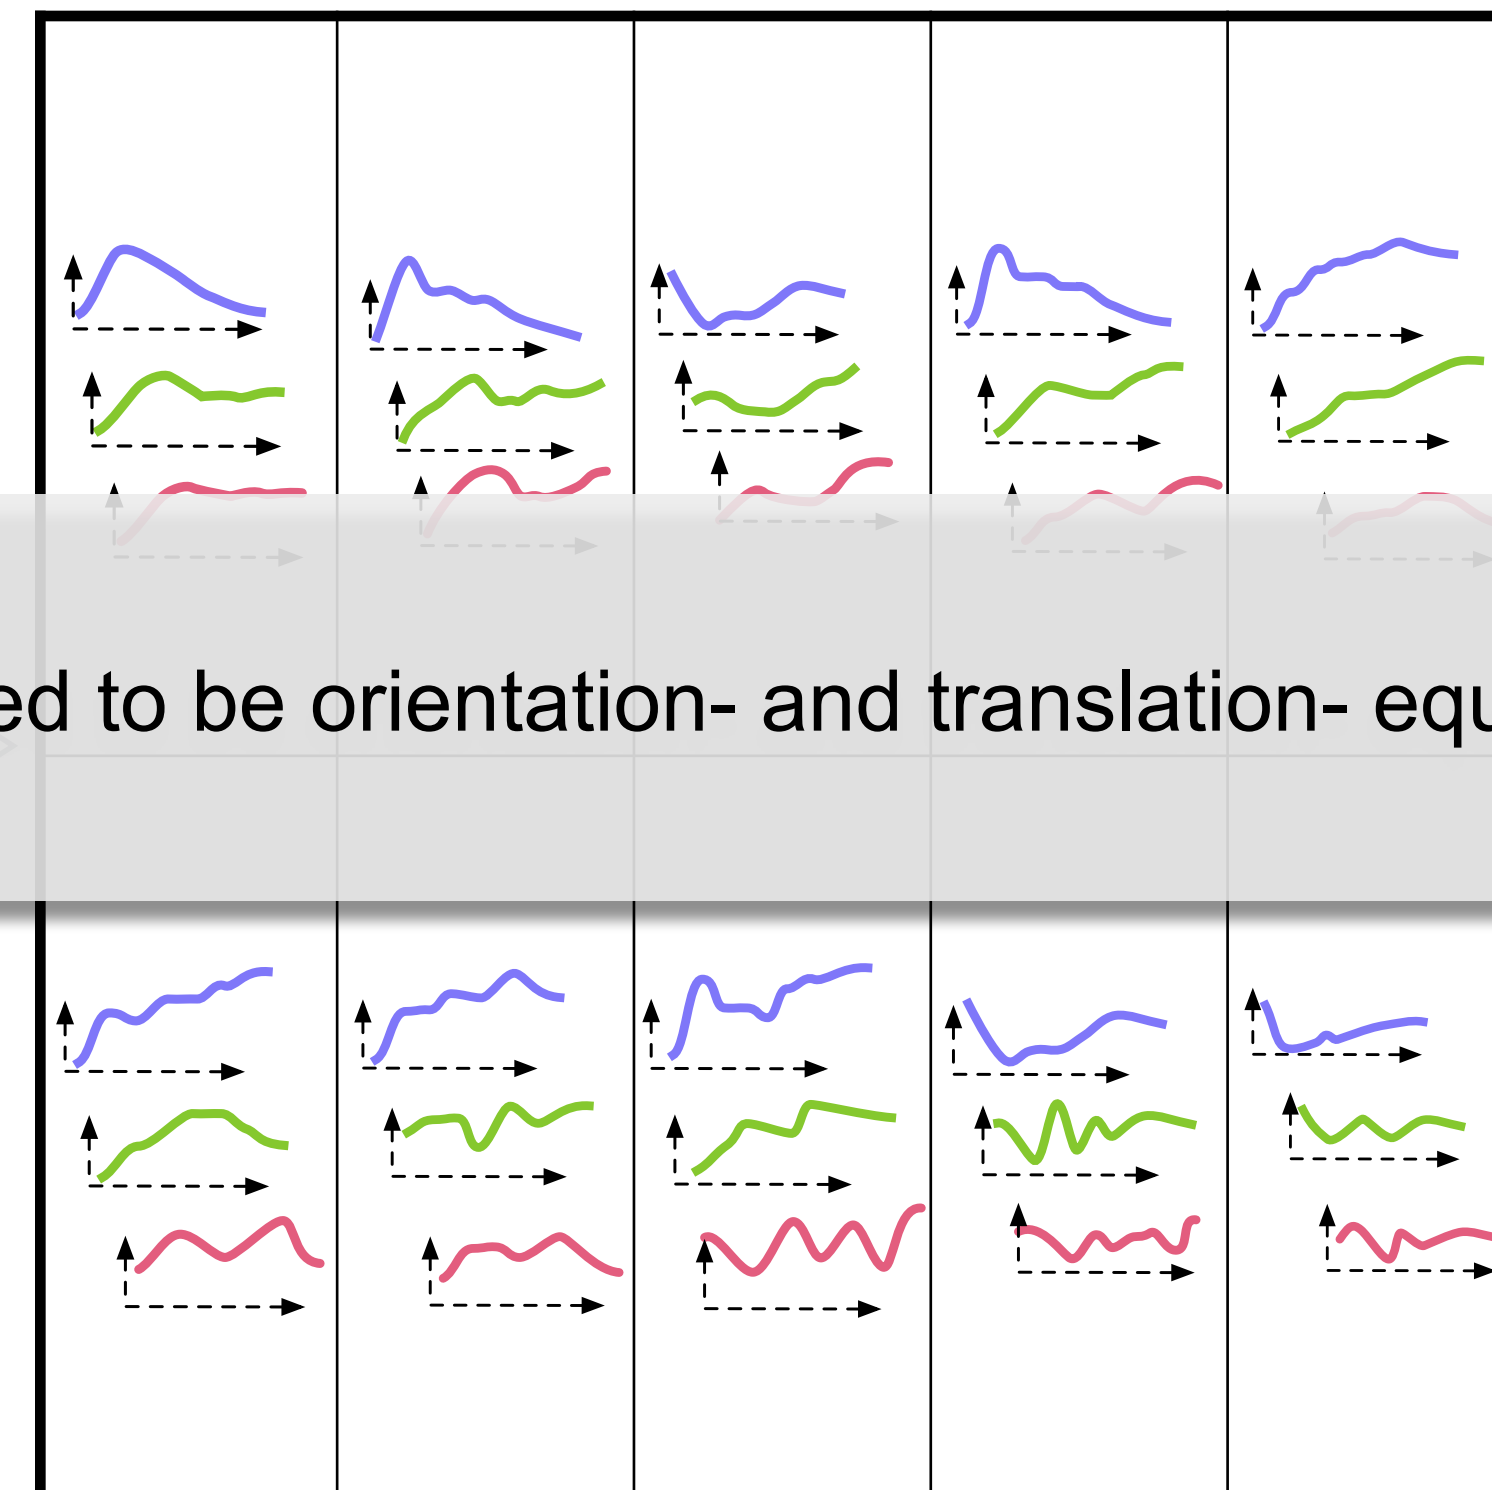 ed to be orientation- and translation- equ